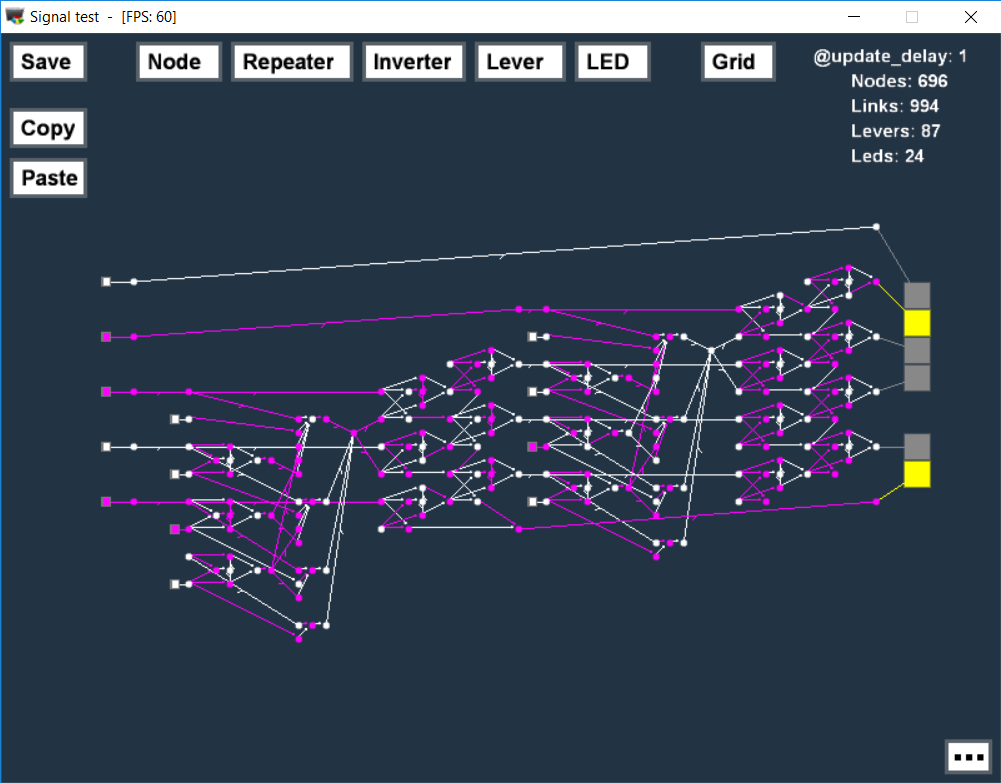 Signal test  -  [FPS: 60]
Save Node Repeater Inverter Lever LED Grid
@update_delay: 1
Nodes: 696
Links: 994
Levers: 87
Leds: 24
Copy
Paste